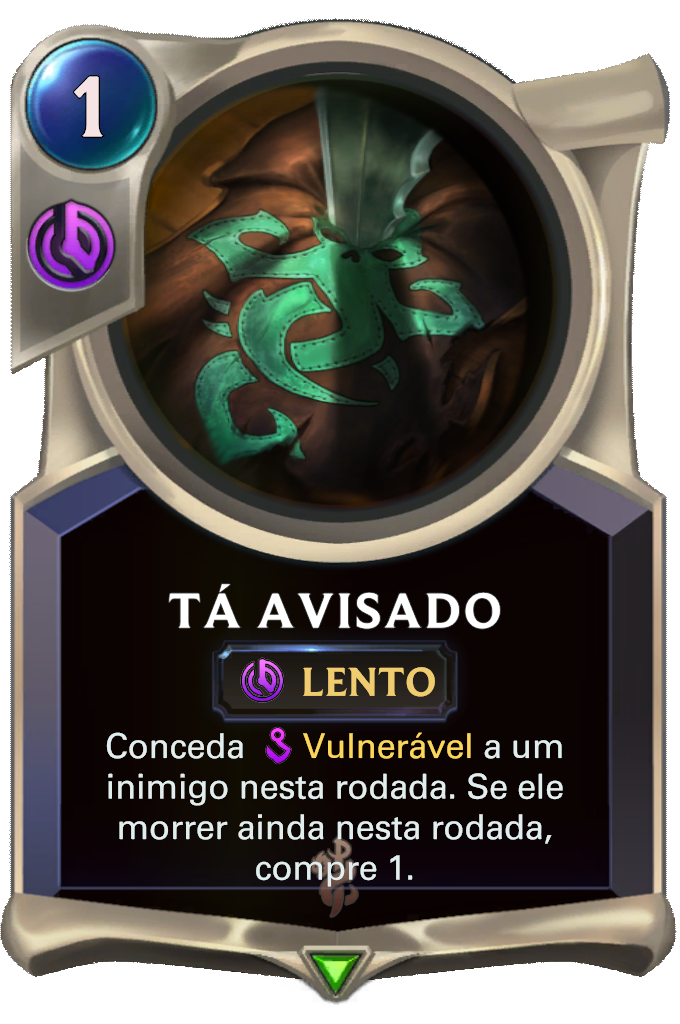 1
TÁ AVISADO
LENTO
Conceda Vulnerável a um
inimigo nesta rodada. Se ele
morrer ainda nesta rodada,
compre 1.